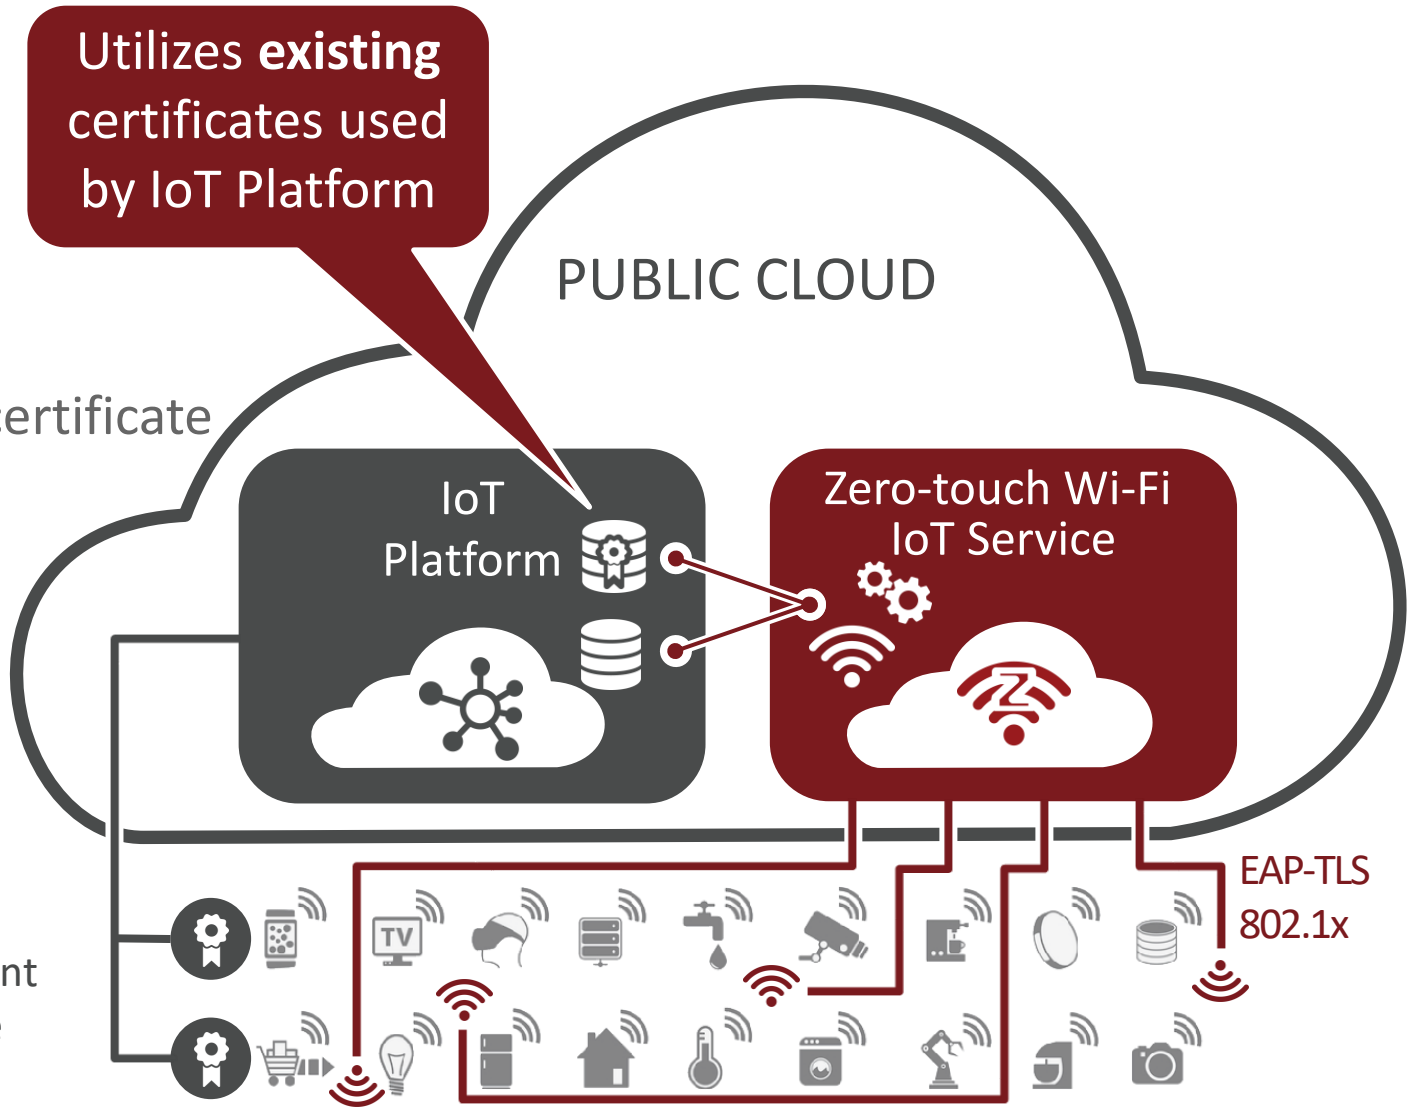 Utilizes existing
certificates used
by IoT Platform
PUBLIC CLOUD
certificate
IoT
Platform
Zero-touch Wi-Fi
IoT Service
EAP-TLS
802.1x
TV
nt
e